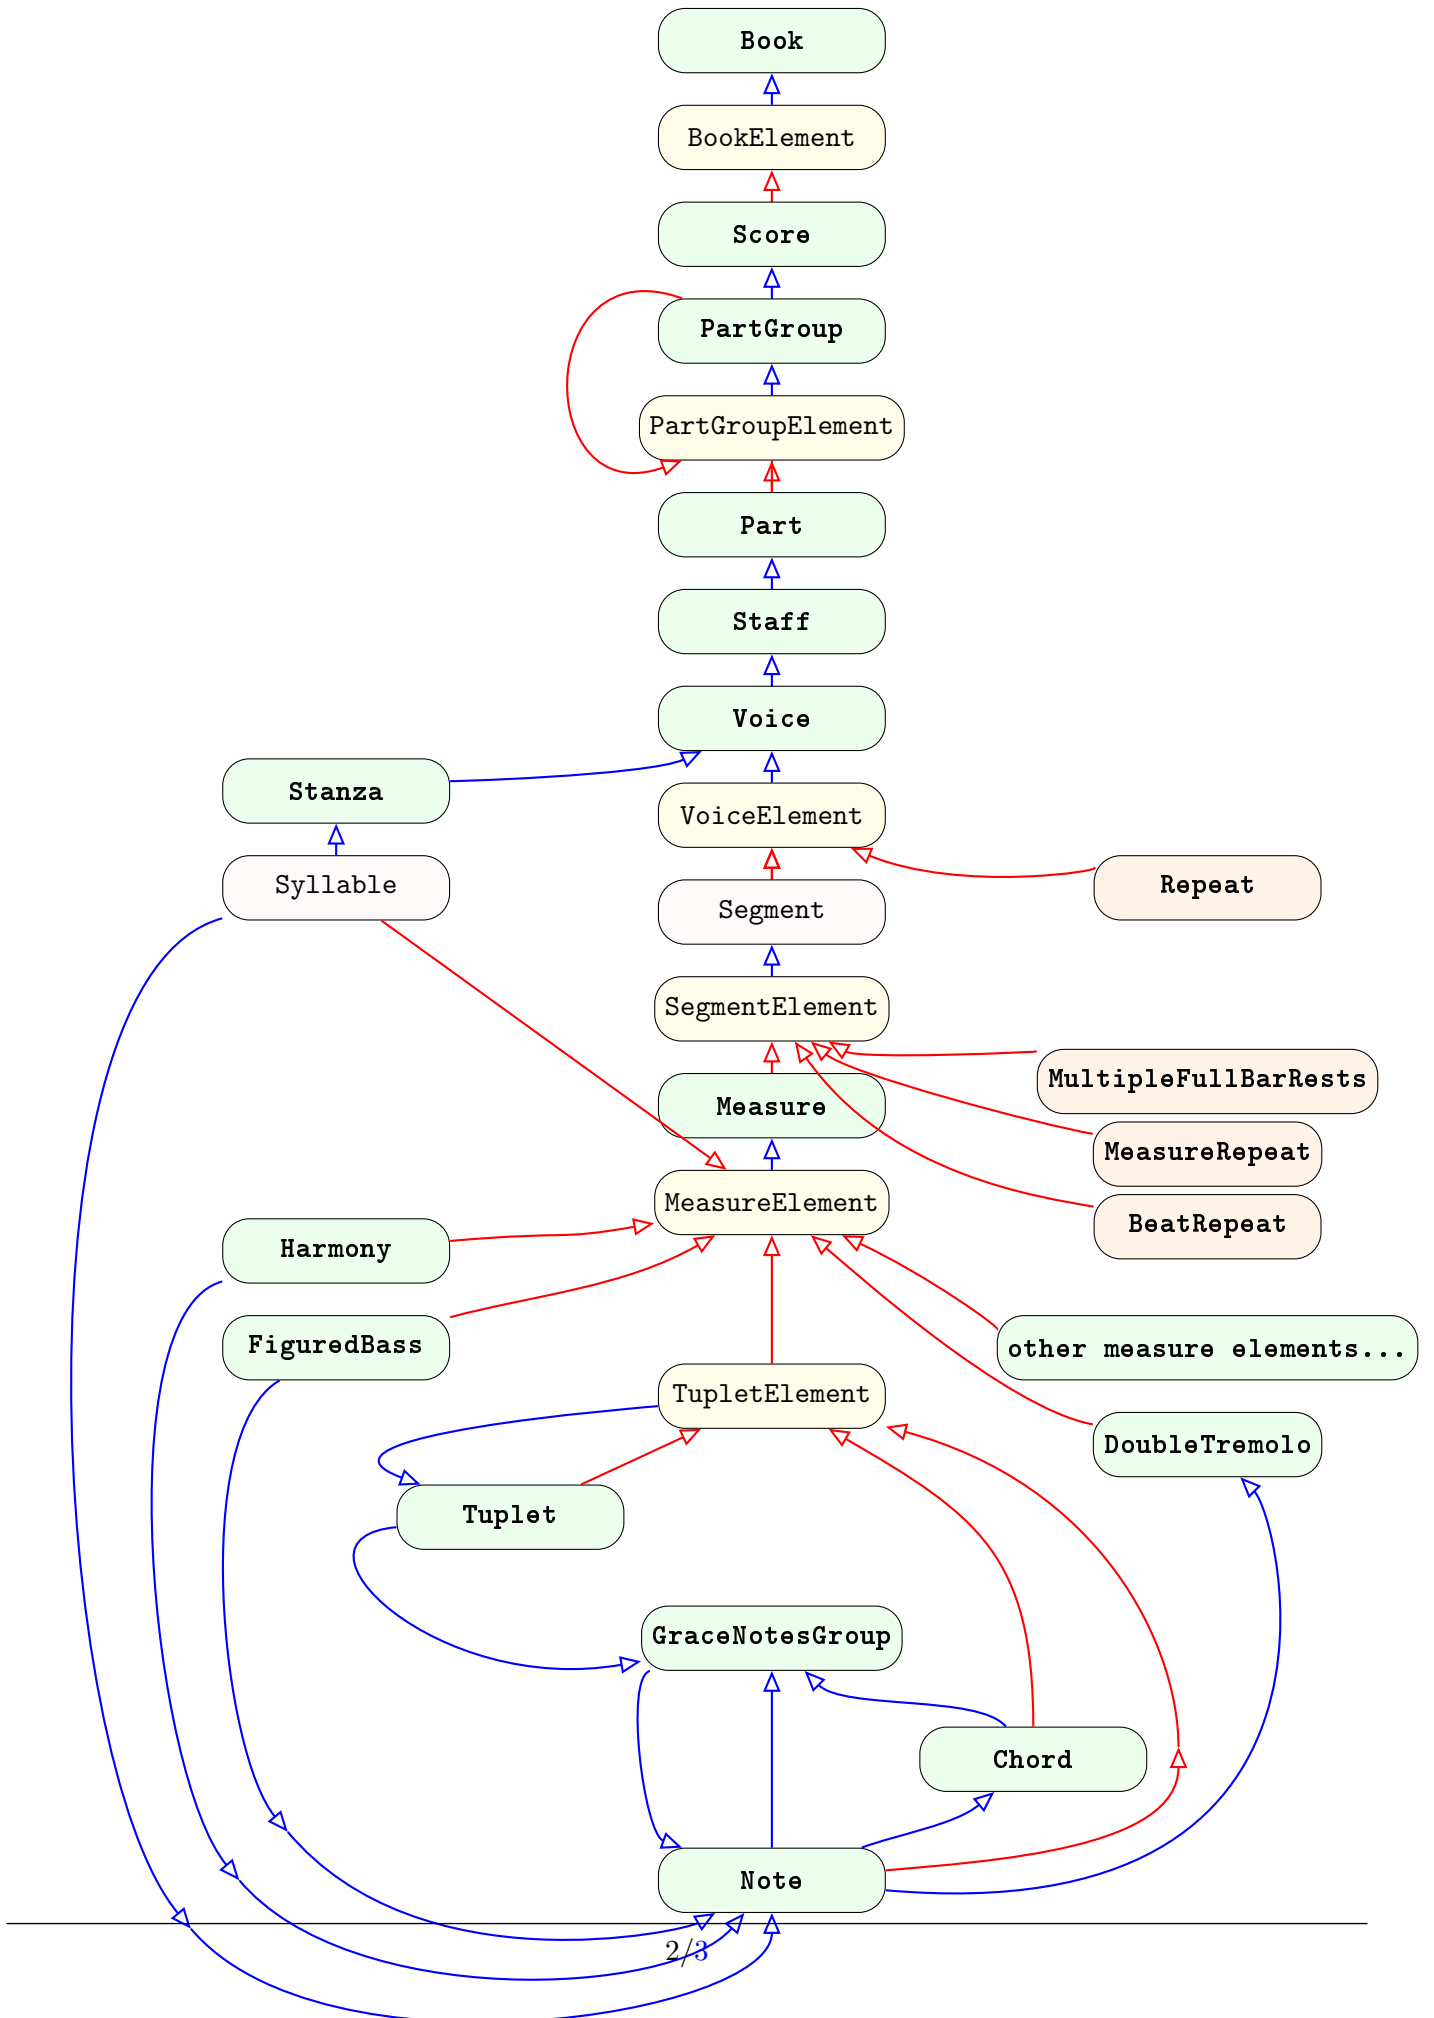 Book
BookElement
Score
PartGroup
PartGroupElement
Part
Staff
Voice
Stanza
VoiceElement
Syllable
Repeat
Segment
SegmentElement
MultipleFullBarRests
Measure
MeasureRepeat
MeasureElement
BeatRepeat
Harmony
FiguredBass
other measure elements...
TupletElement
DoubleTremolo
Tuplet
GraceNotesGroup
Chord
Note
2/3